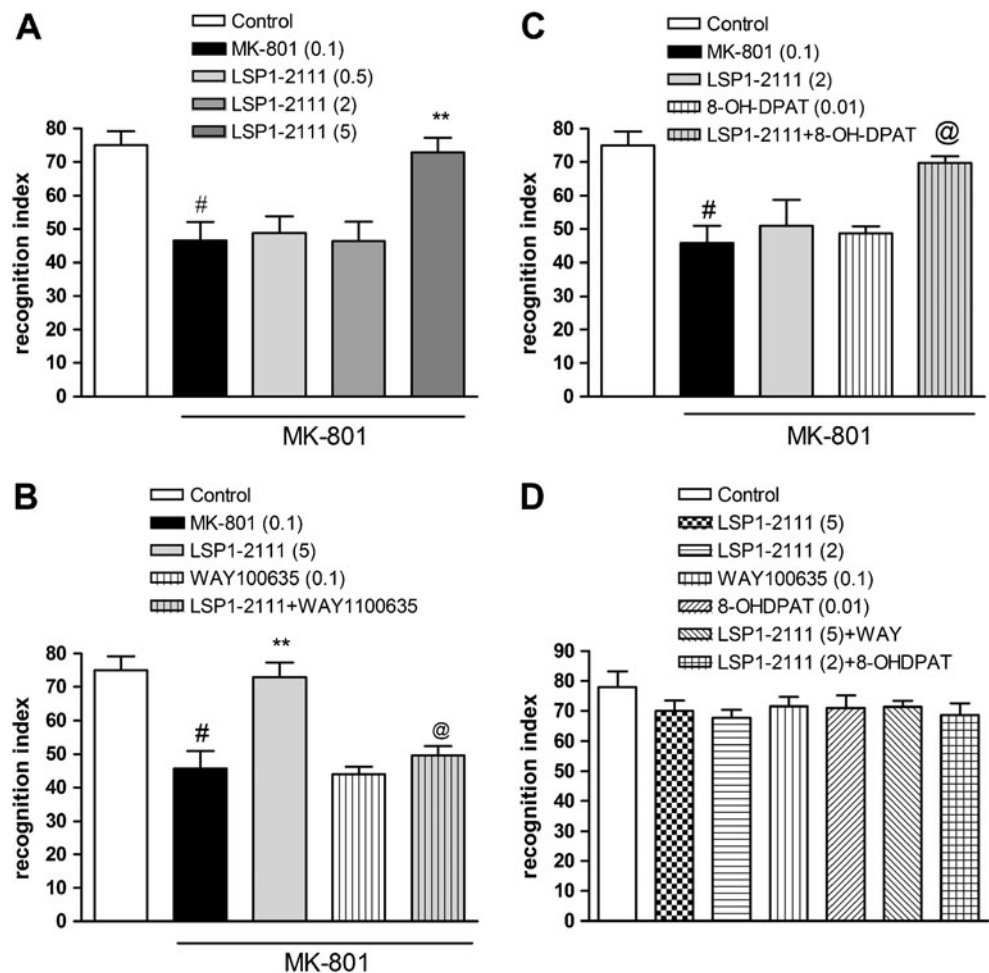 A
Control
MK-801 (0.1)
LSP1-2111 (0.5)
LSP1-2111 (2)
LSP1-2111 (5)
recognition index
80
70
60
50
40
30
20
10
0
#
**
MK-801
C
Control
MK-801 (0.1)
LSP1-2111 (2)
8-OH-DPAT (0.01)
LSP1-2111+8-OH-DPAT
recognition index
80
70
60
50
40
30
20
10
0
#
@
MK-801
B
Control
MK-801 (0.1)
LSP1-2111 (5)
WAY100635 (0.1)
LSP1-2111+WAY1100635
recognition index
80
70
60
50
40
30
20
10
0
#
**
@
MK-801
D
Control
LSP1-2111 (5)
LSP1-2111 (2)
WAY100635 (0.1)
8-OHDPAT (0.01)
LSP1-2111 (5)+WAY
LSP1-2111 (2)+8-OHDPAT
recognition index
90
80
70
60
50
40
30
20
10
0